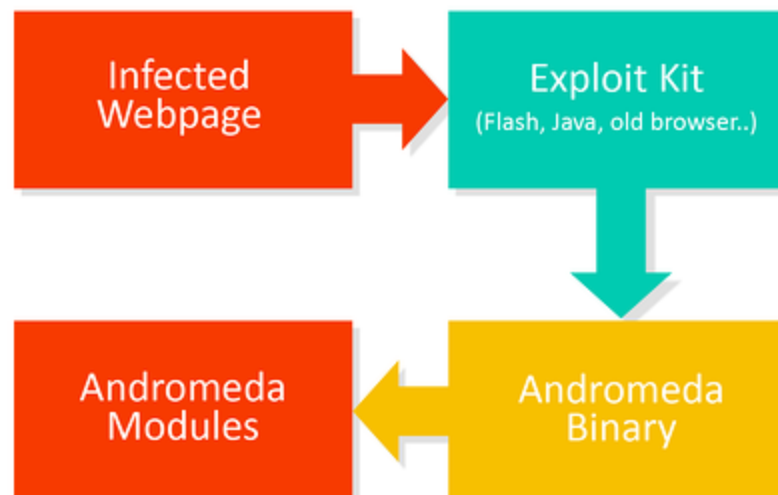 Infected
Webpage
Exploit Kit
(Flash, Java, old browser..)
Andromeda
Modules
Andromeda
Binary